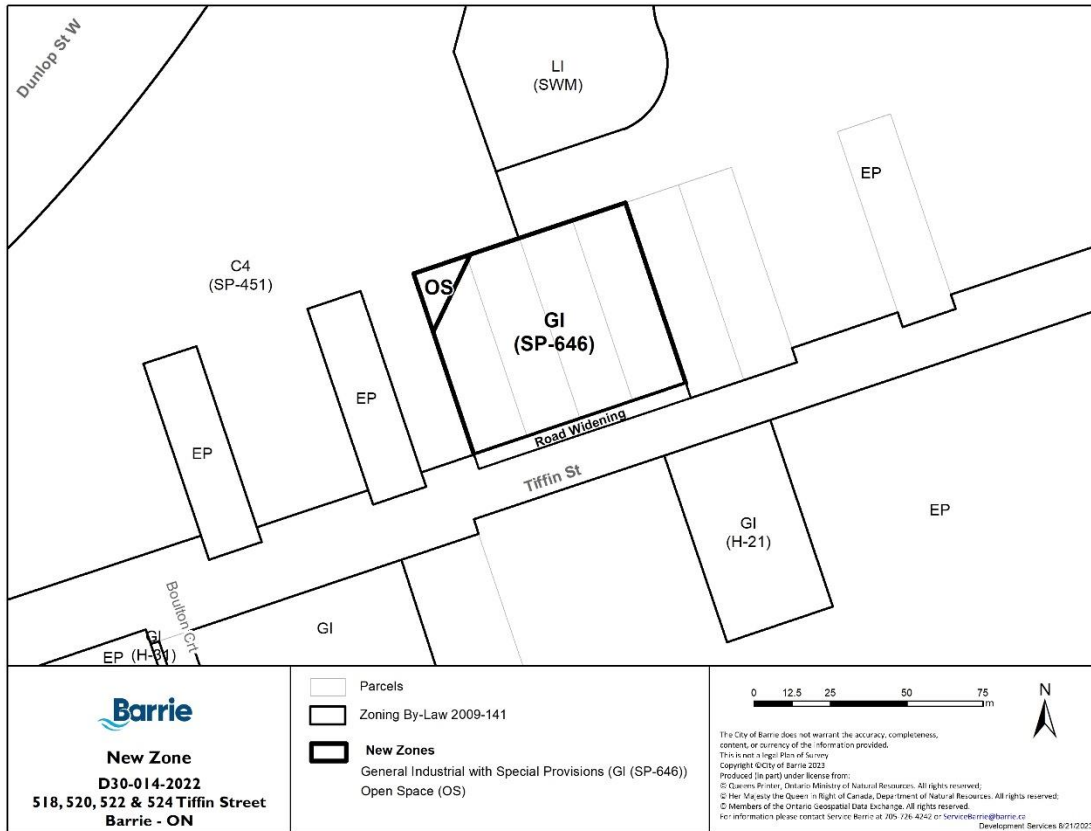 Dunlop St W
LI
(SWM)
EP
C4
(SP-451)
OS
GI
(SP-646)
EP
EP
Road Widening
Tiffin St
GI
(H-21)
EP
Boulton Crt
GI
GI
(H-31)
EP
Barrie
New Zone
D30-014-2022
518, 520, 522 & 524 Tiffin Street
Barrie - ON
Parcels
Zoning By-Law 2009-141
New Zones
General Industrial with Special Provisions (GI (SP-646))
Open Space (OS)
0 12.5 25 50 75
m
N
The City of Barrie does not warrant the accuracy, completeness,
content, or currency of the information provided.
This is not a Legal Plan of Survey
Copyright ©City of Barrie 2023
Produced (in part) under license from:
© Queens Printer, Ontario Ministry of Natural Resources. All rights reserved;
© Her Majesty the Queen in Right of Canada, Department of Natural Resources. All rights reserved;
© Members of the Ontario Geospatial Data Exchange. All rights reserved.
For information please contact Service Barrie at 705-726-4242 or ServiceBarrie@barrie.ca
Development Services 8/21/2023